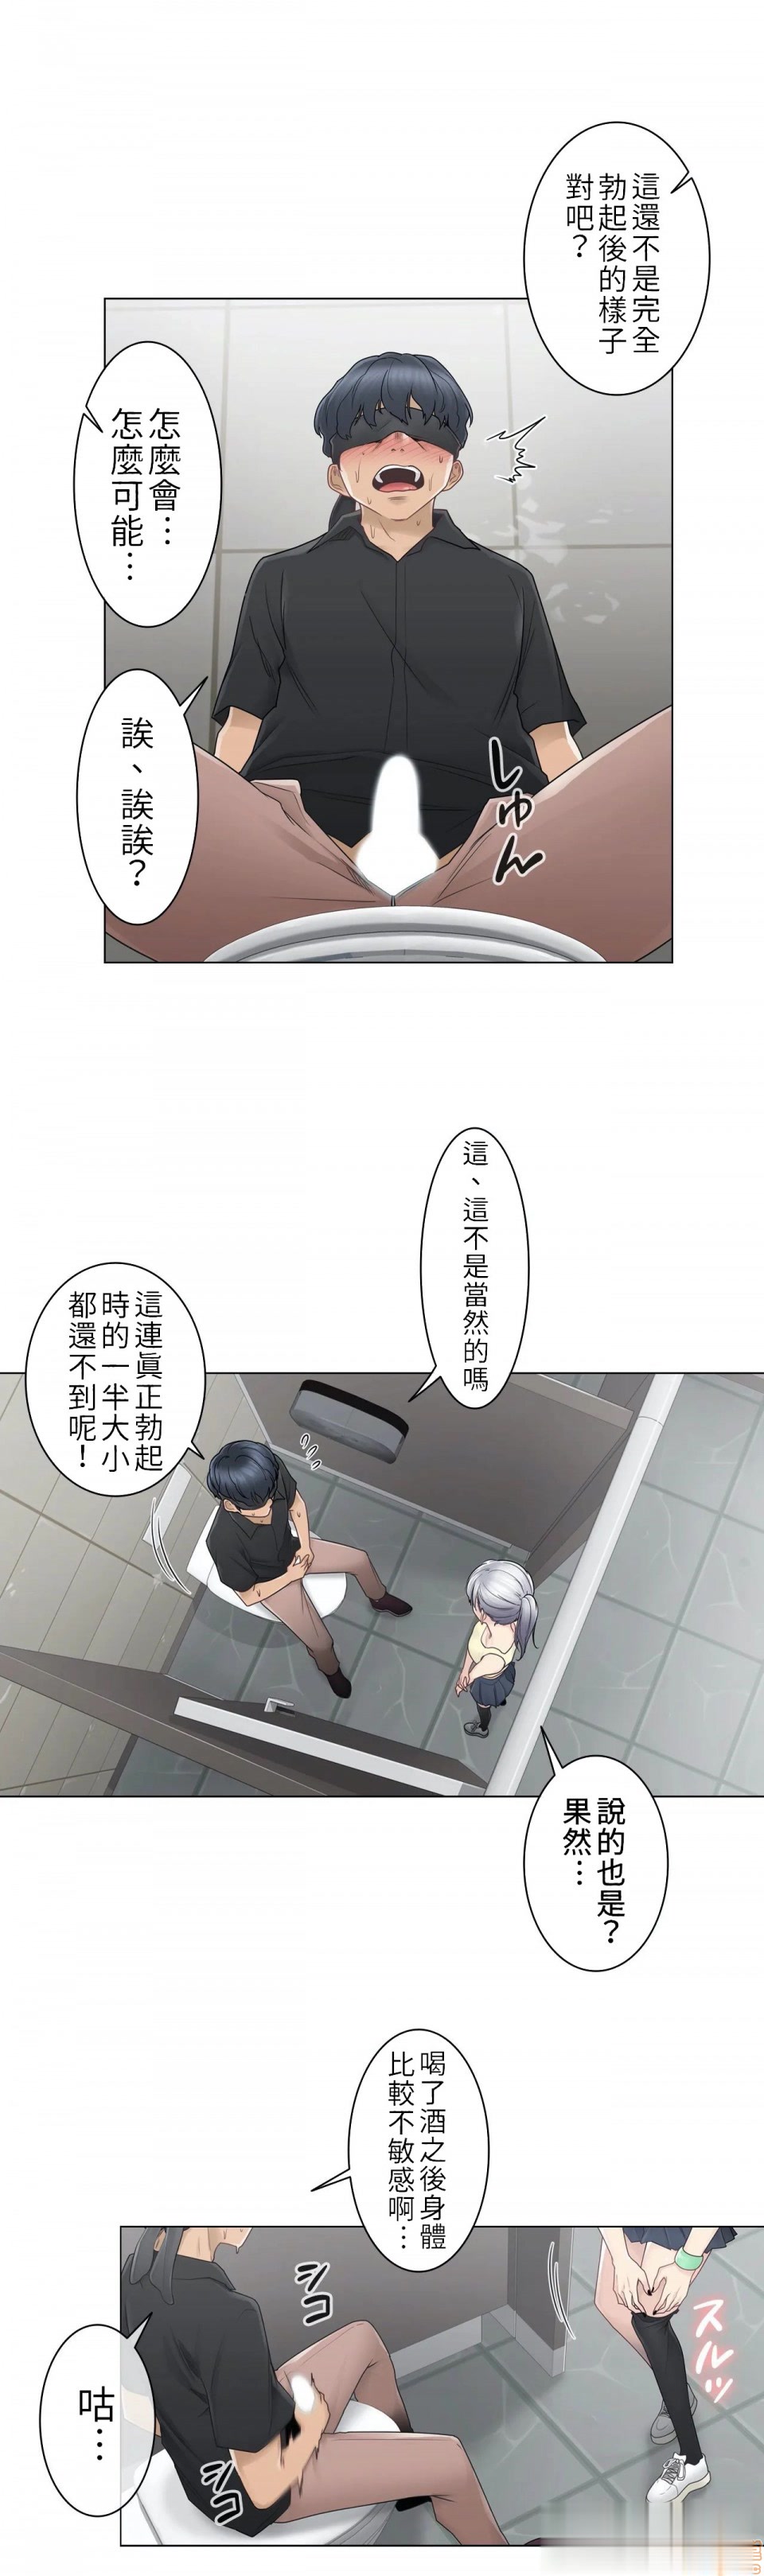 這還不是完全
勃起後的樣子
對吧？
怎麼會…
怎麼可能…
誒、誒誒？
しゅん
這、這不是當然的嗎
這連眞正勃起
時的一半大小
都還不到呢！
說的也是？
果然…
喝了酒之後身體
比較不敏感啊…
シコ
スルッ
咕…
シコ